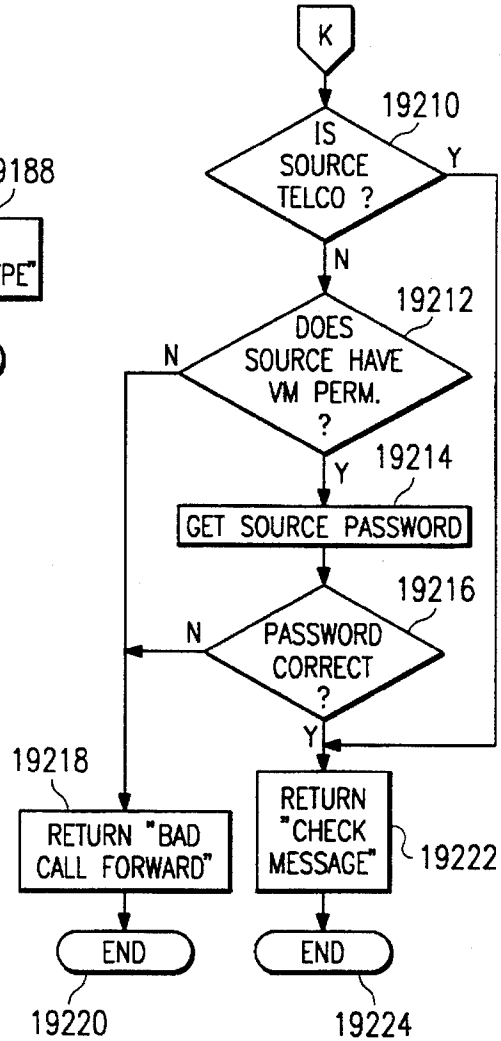 K
19210
IS
SOURCE
TELCO ?
Y
N
9188
PE"
19212
DOES
SOURCE HAVE
VM PERM.
?
N
Y
19214
GET SOURCE PASSWORD
19216
PASSWORD
CORRECT
?
N
Y
19218
RETURN "BAD
CALL FORWARD"
RETURN
"CHECK
MESSAGE"
19222
END
END
19220
19224